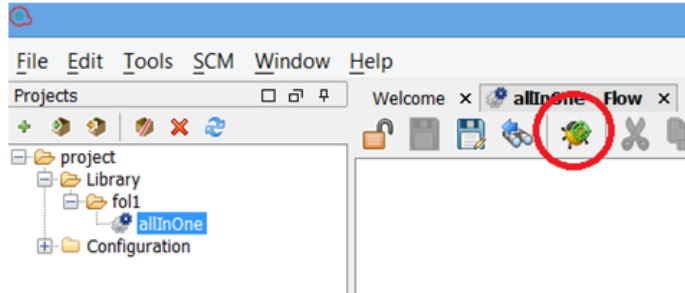 File Edit Tools SCM Window Help
Projects
Welcome allInOne Flow
project
Library
fol1
allInOne
Configuration